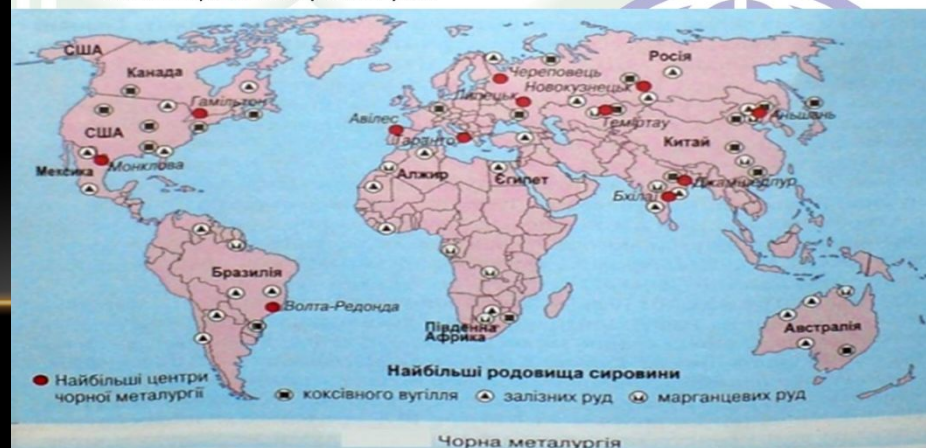 США
Канада
Гамільтон
США
Мексика
Монклова
Бразилія
Волта-Редонда
Авілес
Таранто
Алжир
Єгипет
Південна
Африка
Череповець
Липецьк
Новокузнецьк
Росія
Теміртау
Китай
Аньшань
Джамшедпур
Бхілаї
Австралія
Найбільші центри
чорної металургії
Найбільші родовища сировини
коксівного вугілля
залізних руд
марганцевих руд
Чорна металургія